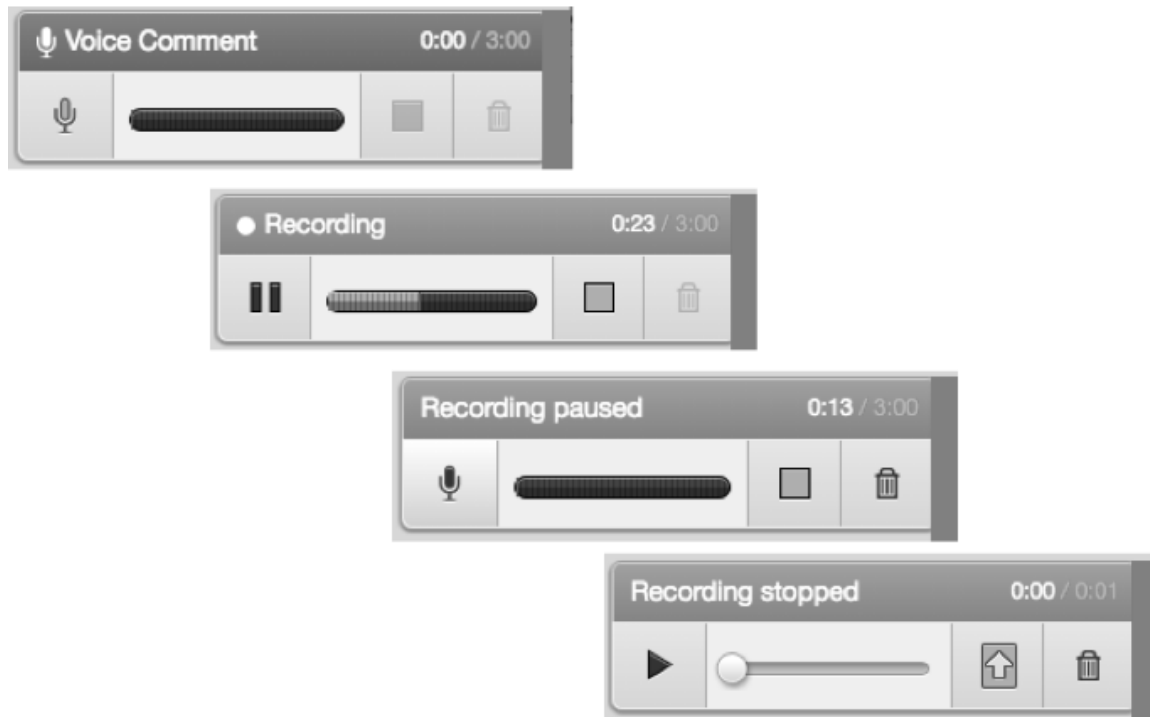 Voice Comment 0:00 / 3:00
Recording 0:23 / 3:00
Recording paused 0:13 / 3:00
Recording stopped 0:00 / 0:01